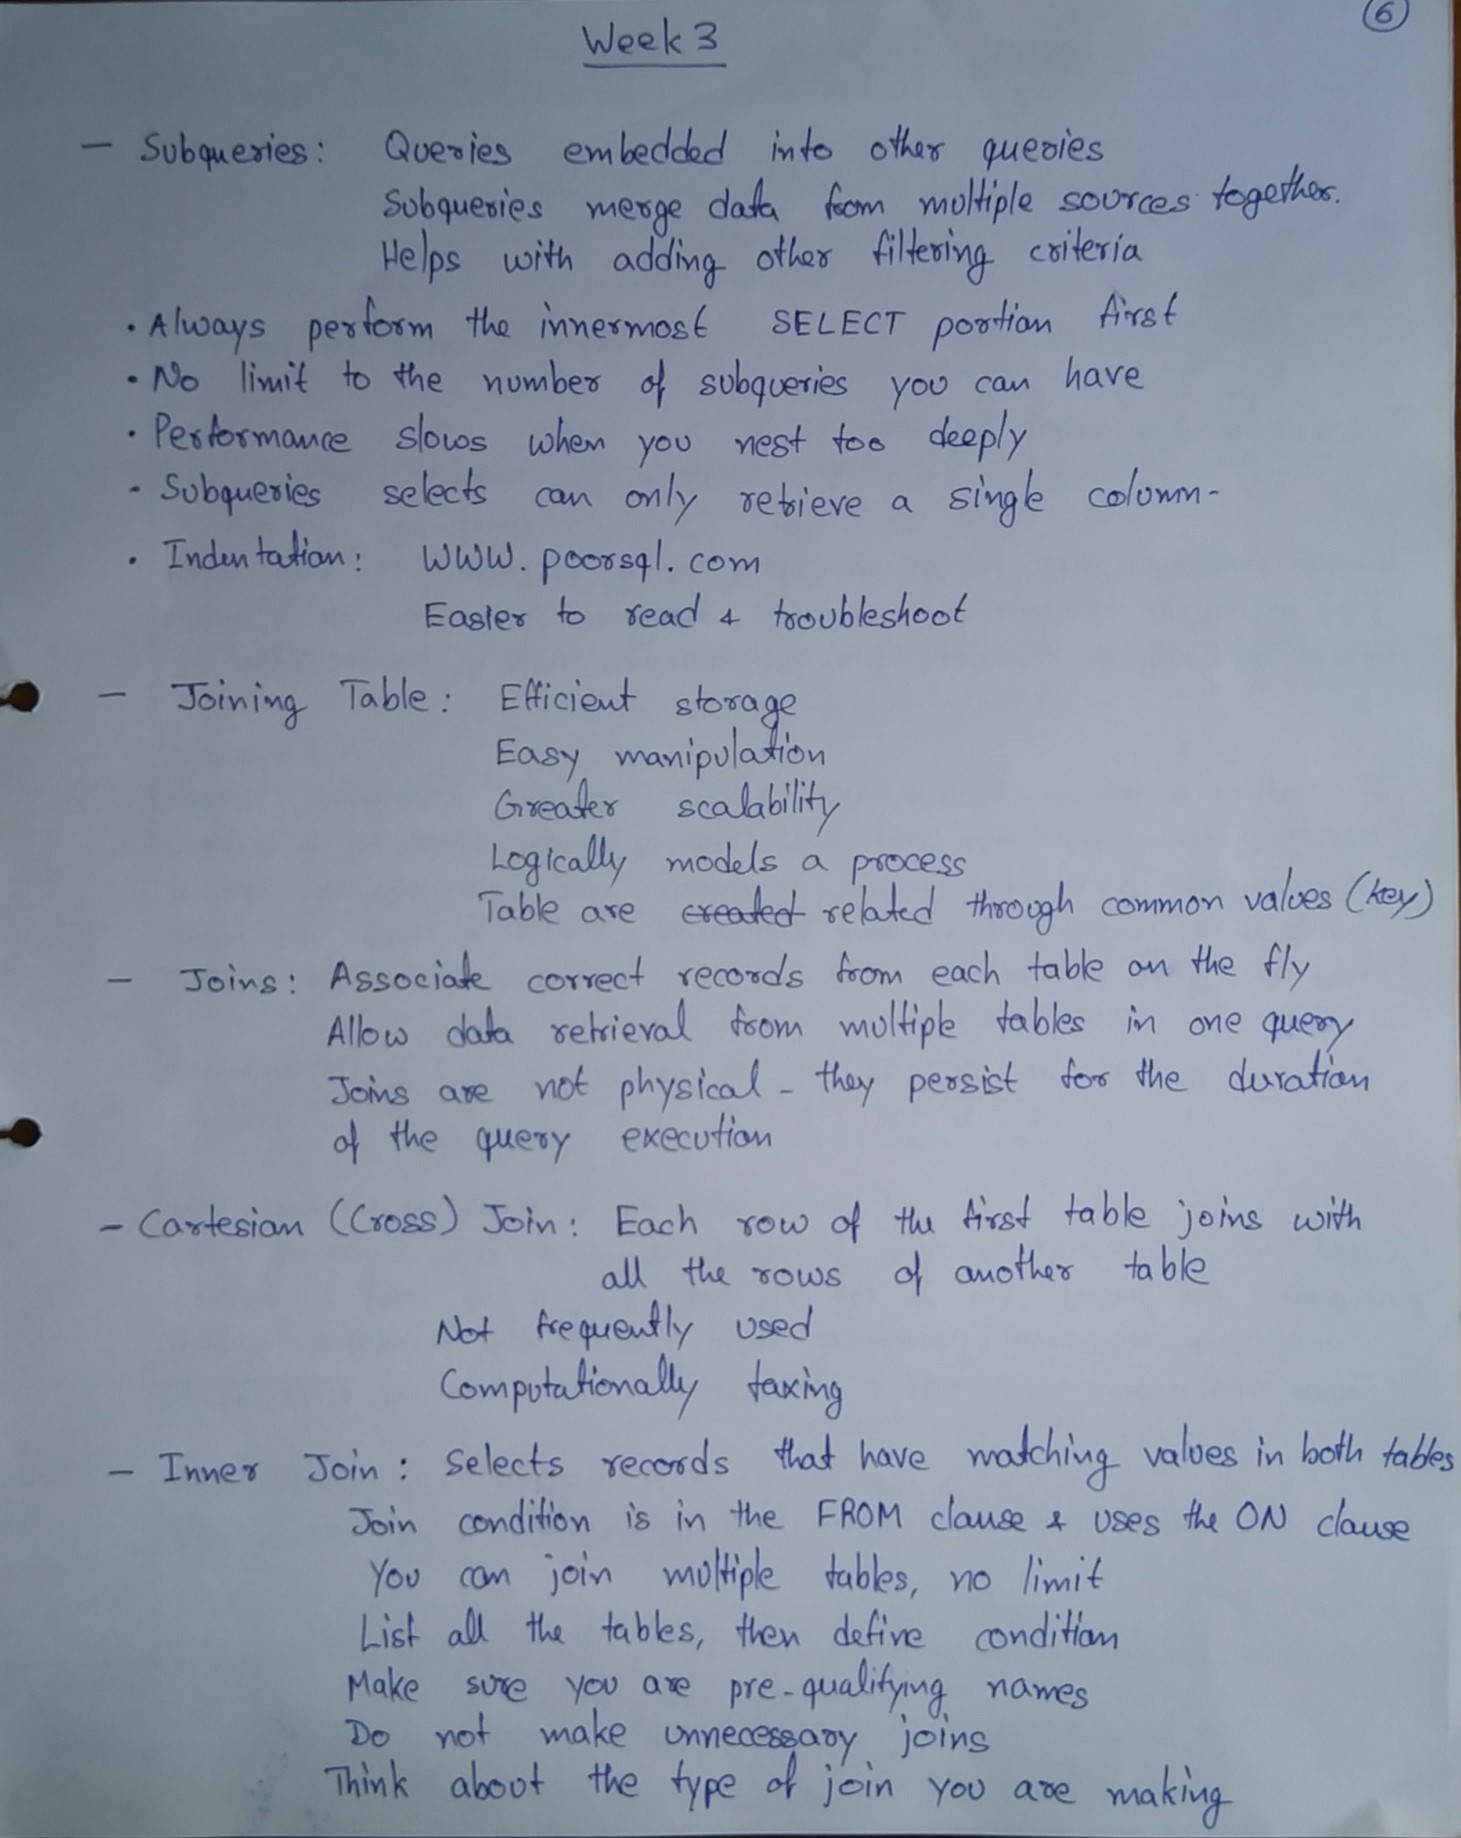 6
Week 3
- Subqueries: Queries embedded into other queries
Subqueries merge data from multiple sources together.
Helps with adding other filtering criteria
• Always perform the innermost SELECT portion first
• No limit to the number of subqueries you can have
• Performance slows when you nest too deeply
• Subqueries selects can only retrieve a single column-
• Indentation: www.poorsql.com
Easier to read & troubleshoot
- Joining Table: Efficient storage
Easy manipulation
Greater scalability
Logically models a process
Table are created related through common values (key)
- Joins: Associate correct records from each table on the fly
Allow data retrieval from multiple tables in one query
Joins are not physical - they persist for the duration
of the query execution
- Cartesian (Cross) Join: Each row of the first table joins with
all the rows of another table
Not frequently used
Computationally taxing
- Inner Join: Selects records that have matching values in both tables
Join condition is in the FROM clause & uses the ON clause
You can join multiple tables, no limit
List all the tables, then define condition
Make sure you are pre-qualifying names
Do not make unnecessary joins
Think about the type of join you are making